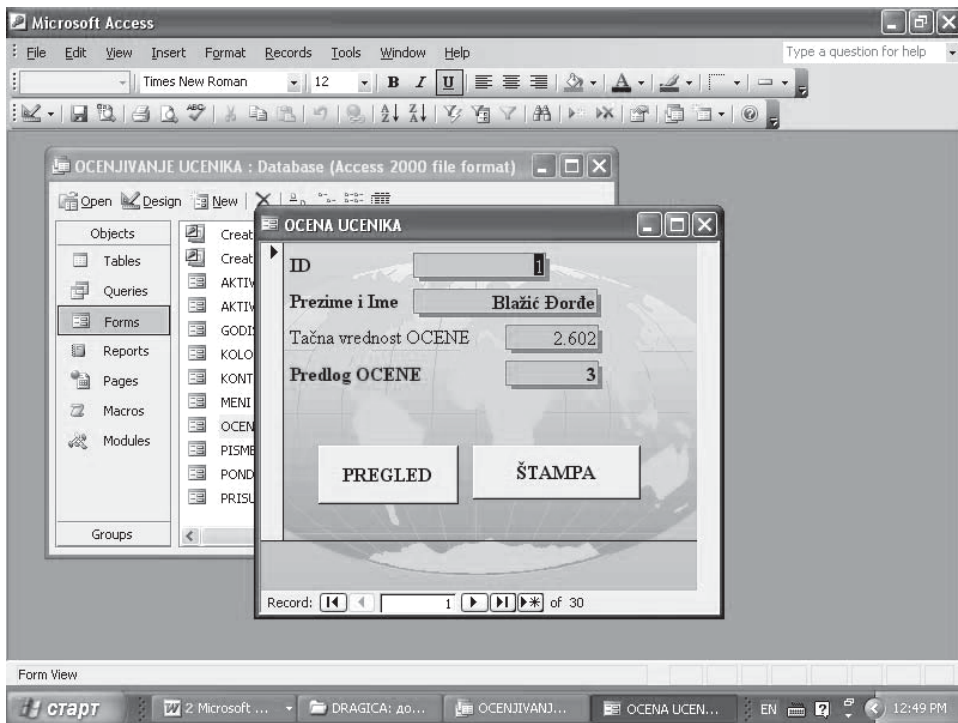 Microsoft Access
File Edit View Insert Format Records Tools Window Help
Type a question for help
Times New Roman 12 B I U
OCENJIVANJE UCENIKA : Database (Access 2000 file format)
Open Design New
Objects
Tables
Queries
Forms
Reports
Pages
Macros
Modules
Groups
Creat
Creat
AKTIV
AKTIV
GODI
KOLO
KONT
MENI
OCEN
PISME
POND
PRISU
OCENA UCENIKA
ID 1
Prezime i Ime Blažić Đorđe
Tačna vrednost OCENE 2.602
Predlog OCENE 3
PREGLED ŠTAMPA
Record: 1 of 30
Form View
старт 2 Microsoft ... DRAGICA: до... OCENJIVANJ... OCENA UCEN... EN 12:49 PM